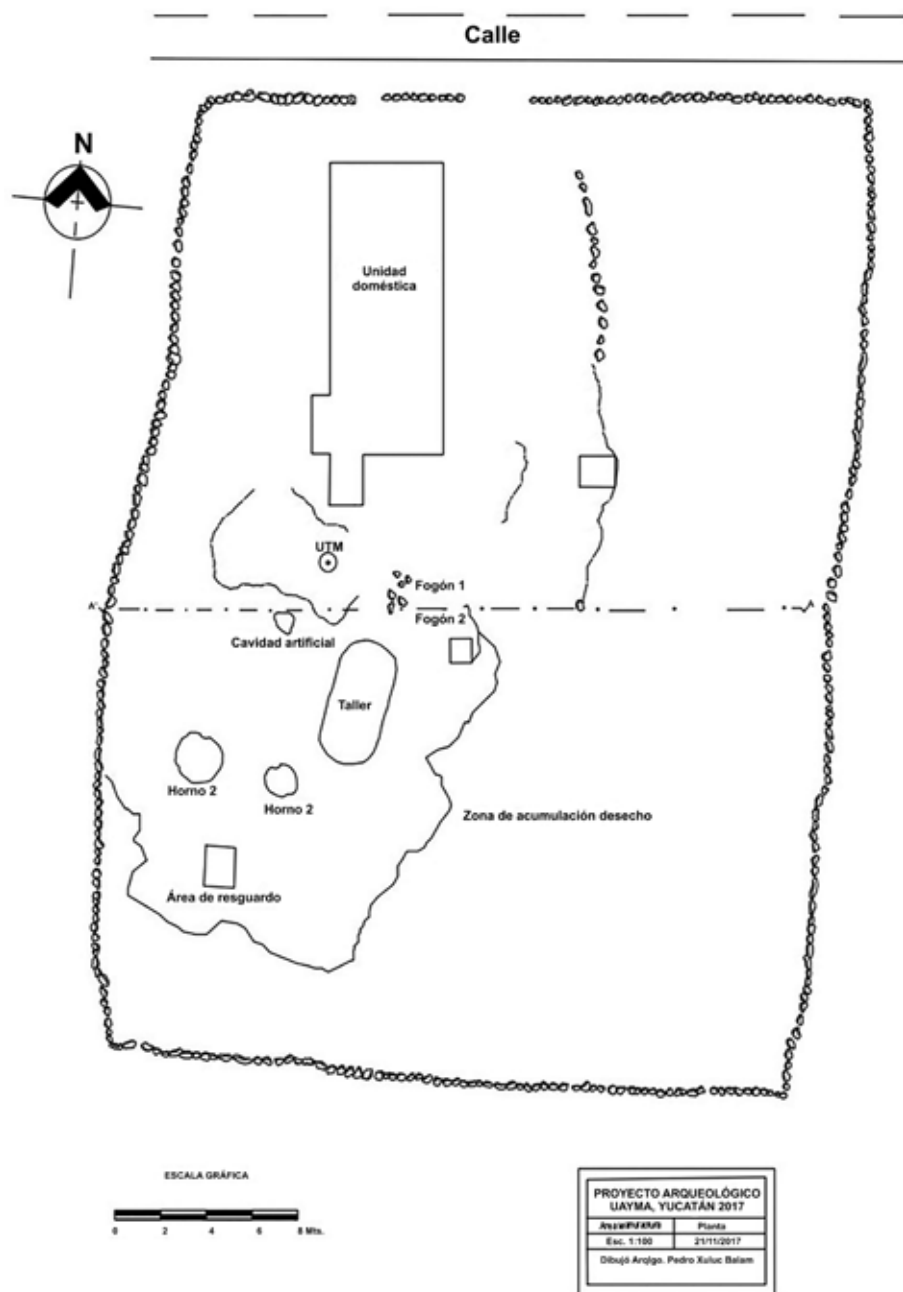 Calle
N
Unidad
doméstica
UTM
Fogón 1
A'
A
Fogón 2
Cavidad artificial
Taller
Horno 2
Horno 2
Zona de acumulación desecho
Área de resguardo
ESCALA GRÁFICA
0 2 4 6 8 Mts.
PROYECTO ARQUEOLÓGICO
UAYMA, YUCATÁN 2017
Planta
Esc. 1:100 21/11/2017
Dibujó Arqlgo. Pedro Xuluc Balam